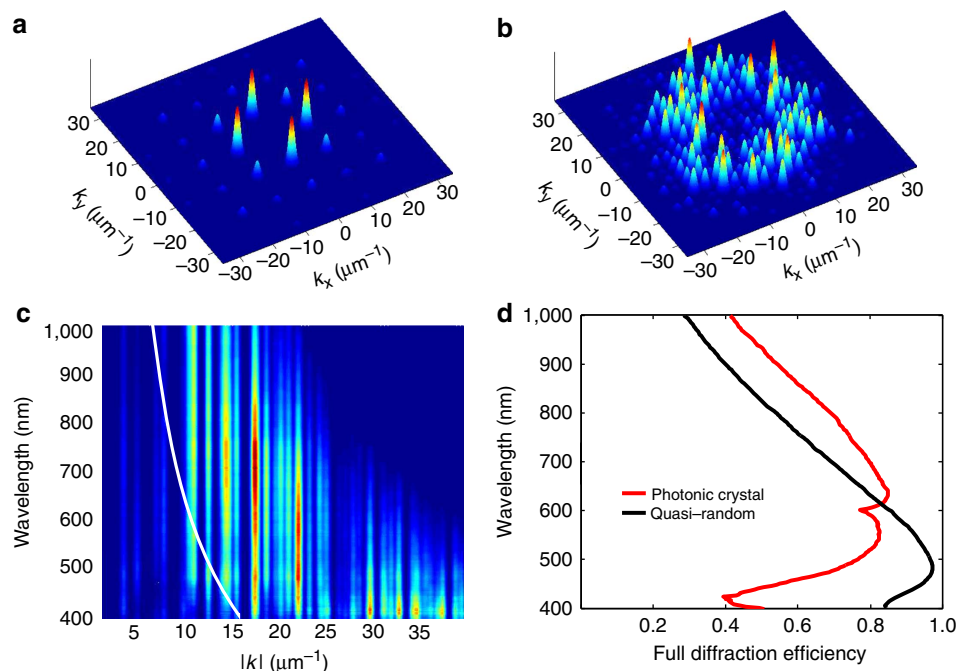 a
30
20
10
0
−10
−20
−30
k_y (μm⁻¹)
−30
−20
−10
0
10
20
30
k_x (μm⁻¹)
b
30
20
10
0
−10
−20
−30
k_y (μm⁻¹)
−30
−20
−10
0
10
20
30
k_x (μm⁻¹)
c
1,000
900
800
700
600
500
400
Wavelength (nm)
5 10 15 20 25 30 35
|k| (μm⁻¹)
d
1,000
900
800
700
600
500
400
Wavelength (nm)
Photonic crystal
Quasi–random
0.2 0.4 0.6 0.8 1.0
Full diffraction efficiency